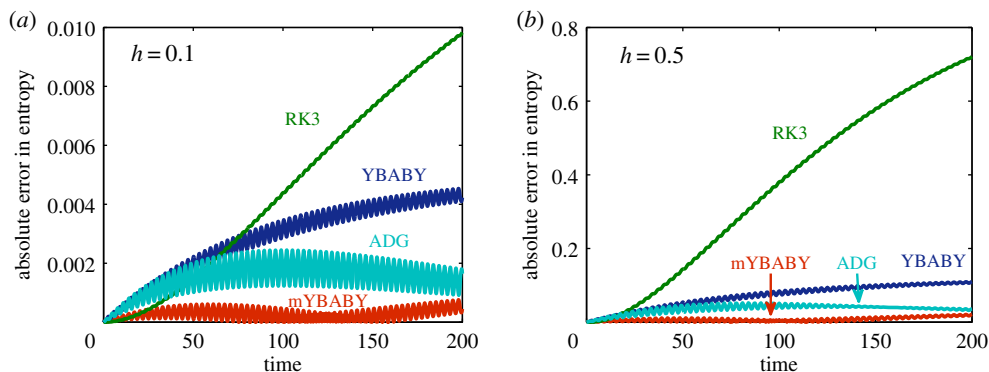 (a)
0.010
0.008
0.006
0.004
0.002
0
50
100
150
200
absolute error in entropy
time
h = 0.1
RK3
YBABY
ADG
mYBABY
(b)
0.8
0.6
0.4
0.2
0
50
100
150
200
absolute error in entropy
time
h = 0.5
RK3
YBABY
mYBABY
ADG